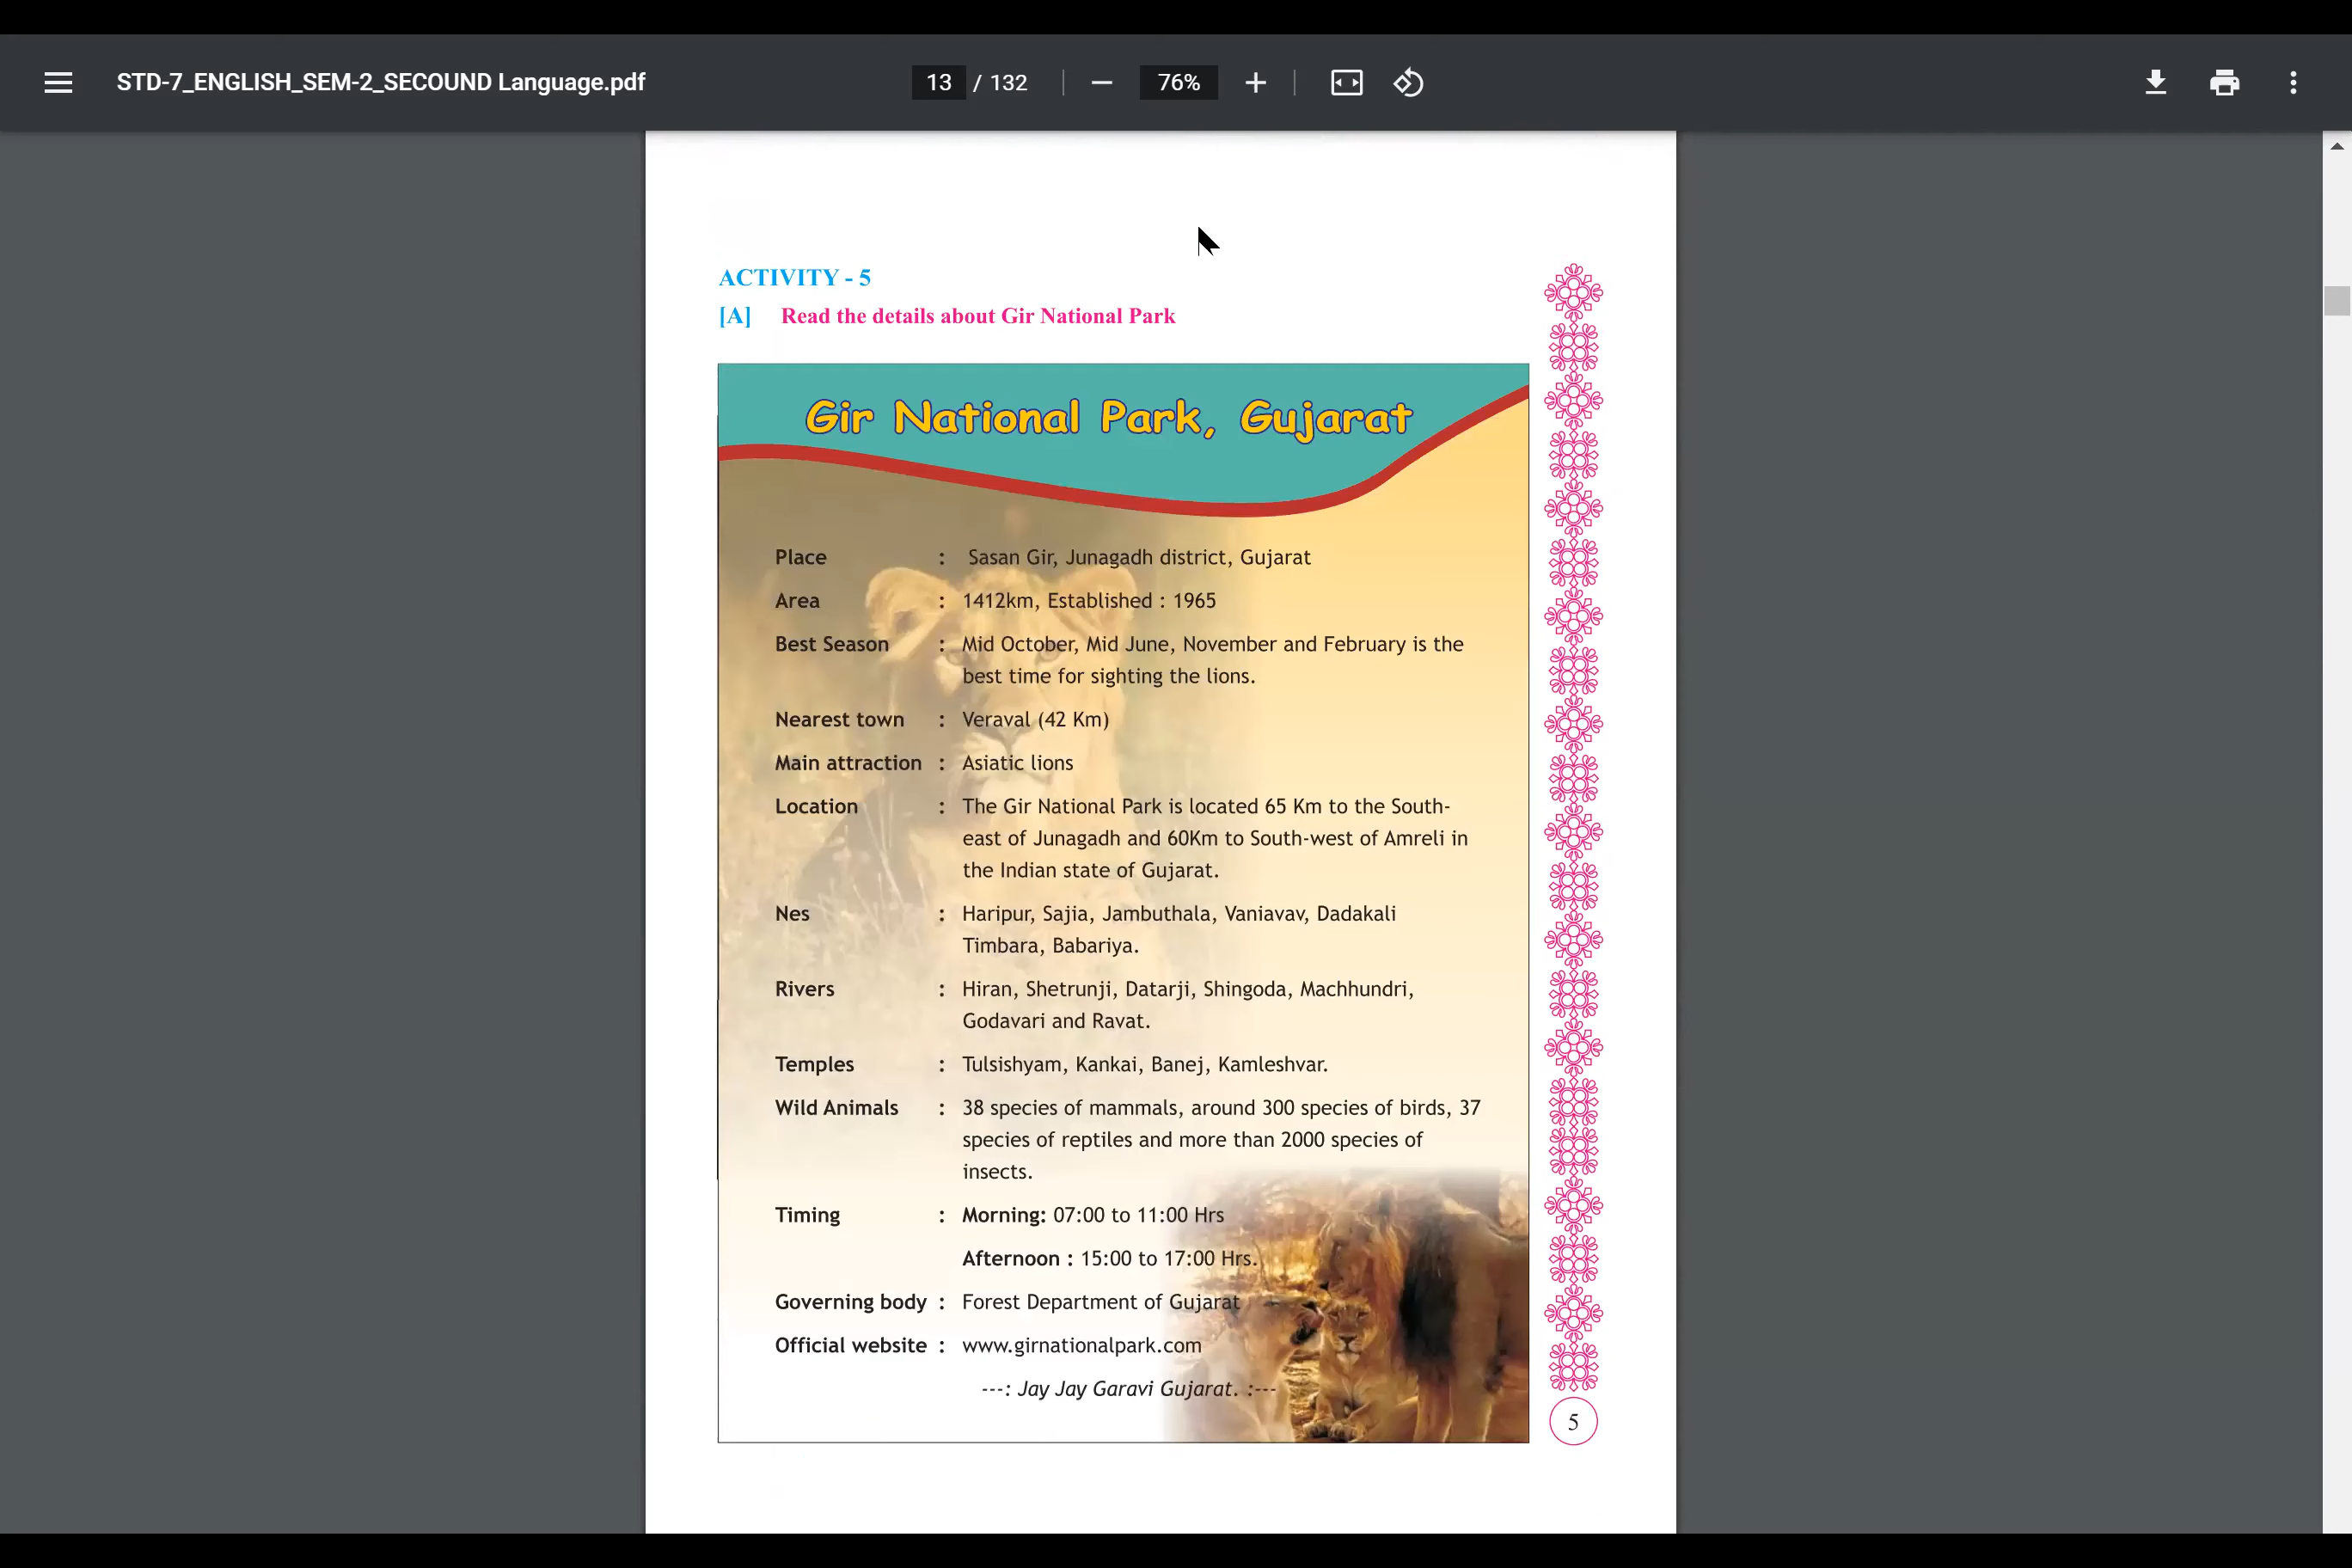 STD-7_ENGLISH_SEM-2_SECOUND Language.pdf
13 / 132
76%
ACTIVITY - 5
[A] Read the details about Gir National Park
Gir National Park, Gujarat
Place : Sasan Gir, Junagadh district, Gujarat
Area : 1412km, Established : 1965
Best Season : Mid October, Mid June, November and February is the
best time for sighting the lions.
Nearest town : Veraval (42 Km)
Main attraction : Asiatic lions
Location : The Gir National Park is located 65 Km to the South-
east of Junagadh and 60Km to South-west of Amreli in
the Indian state of Gujarat.
Nes : Haripur, Sajia, Jambuthala, Vaniavav, Dadakali
Timbara, Babariya.
Rivers : Hiran, Shetrunji, Datarji, Shingoda, Machhundri,
Godavari and Ravat.
Temples : Tulsishyam, Kankai, Banej, Kamleshvar.
Wild Animals : 38 species of mammals, around 300 species of birds, 37
species of reptiles and more than 2000 species of
insects.
Timing : Morning: 07:00 to 11:00 Hrs
Afternoon : 15:00 to 17:00 Hrs.
Governing body : Forest Department of Gujarat
Official website : www.girnationalpark.com
---: Jay Jay Garavi Gujarat. :---
5